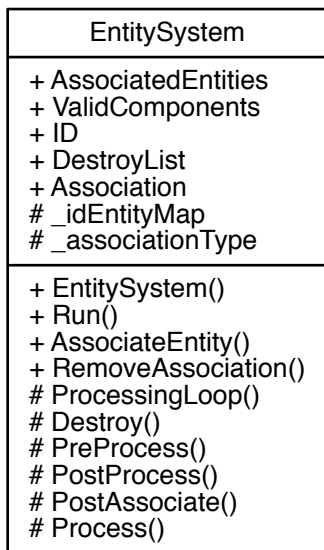 EntitySystem
+ AssociatedEntities
+ ValidComponents
+ ID
+ DestroyList
+ Association
# _idEntityMap
# _associationType
+ EntitySystem()
+ Run()
+ AssociateEntity()
+ RemoveAssociation()
# ProcessingLoop()
# Destroy()
# PreProcess()
# PostProcess()
# PostAssociate()
# Process()